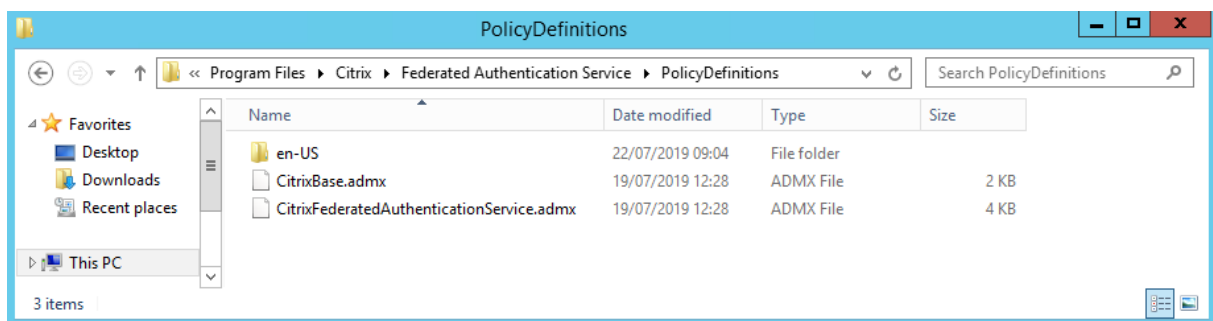 PolicyDefinitions
« Program Files Citrix Federated Authentication Service PolicyDefinitions Search PolicyDefinitions
Name Date modified Type Size
Favorites
Desktop
Downloads
Recent places
This PC
en-US 22/07/2019 09:04 File folder
CitrixBase.admx 19/07/2019 12:28 ADMX File 2 KB
CitrixFederatedAuthenticationService.admx 19/07/2019 12:28 ADMX File 4 KB
3 items